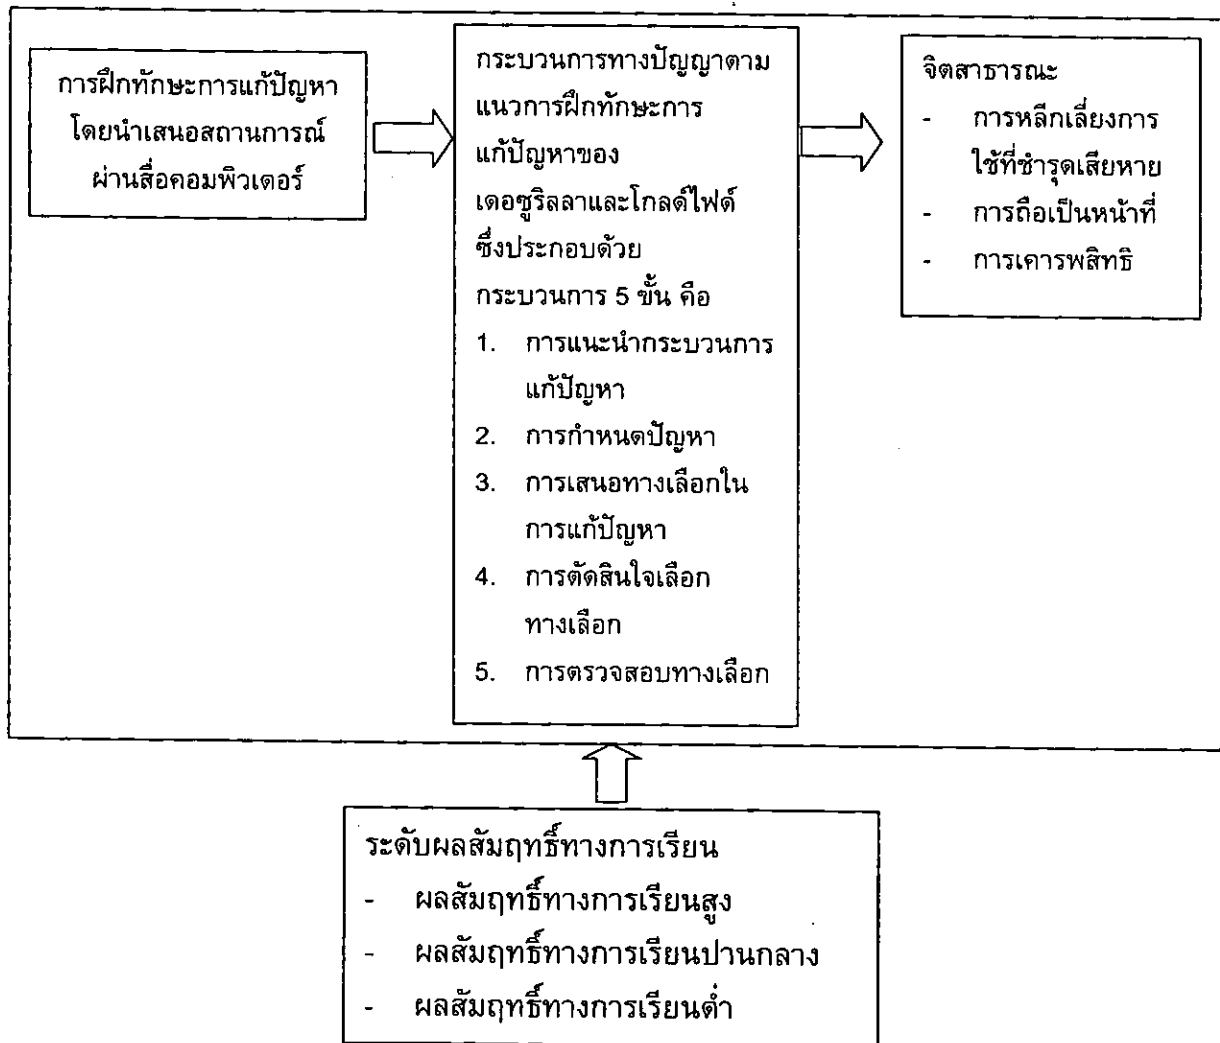 การฝึกทักษะการแก้ปัญหา
โดยนำเสนอสถานการณ์
ผ่านสื่อคอมพิวเตอร์
กระบวนการทางปัญญาตาม
แนวการฝึกทักษะการ
แก้ปัญหาของ
เดอซูริลลาและโกลด์ไฟด์
ซึ่งประกอบด้วย
กระบวนการ 5 ขั้น คือ
1. การแนะนำกระบวนการ
แก้ปัญหา
2. การกำหนดปัญหา
3. การเสนอทางเลือกใน
การแก้ปัญหา
4. การตัดสินใจเลือก
ทางเลือก
5. การตรวจสอบทางเลือก
จิตสาธารณะ
- การหลีกเลี่ยงการ
ใช้ที่ชำรุดเสียหาย
- การถือเป็นหน้าที่
- การเคารพสิทธิ
ระดับผลสัมฤทธิ์ทางการเรียน
- ผลสัมฤทธิ์ทางการเรียนสูง
- ผลสัมฤทธิ์ทางการเรียนปานกลาง
- ผลสัมฤทธิ์ทางการเรียนต่ำ